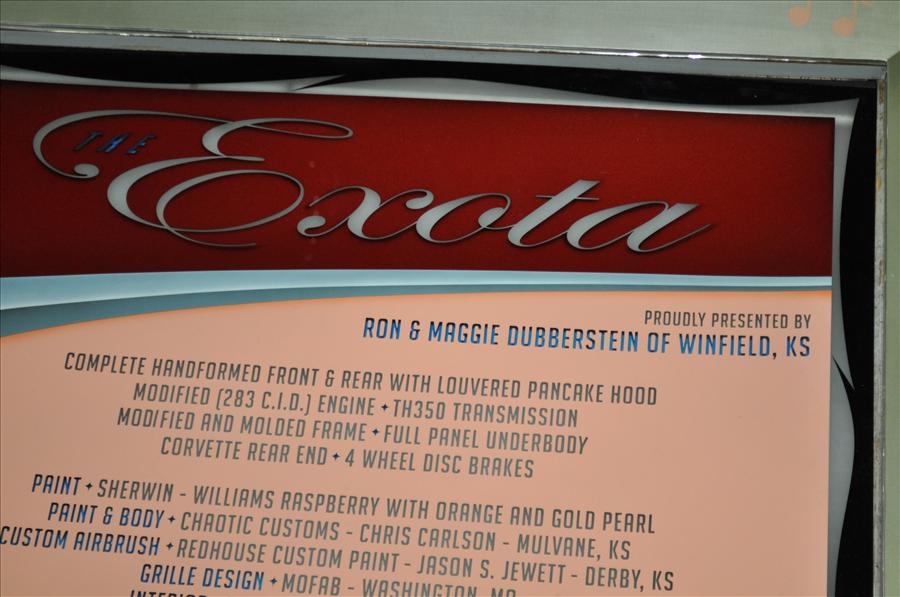 THE
Exota
PROUDLY PRESENTED BY
RON & MAGGIE DUBBERSTEIN OF WINFIELD, KS
COMPLETE HANDFORMED FRONT & REAR WITH LOUVERED PANCAKE HOOD
MODIFIED (283 C.I.D.) ENGINE ✦ TH350 TRANSMISSION
MODIFIED AND MOLDED FRAME ✦ FULL PANEL UNDERBODY
CORVETTE REAR END ✦ 4 WHEEL DISC BRAKES
PAINT ✦ SHERWIN - WILLIAMS RASPBERRY WITH ORANGE AND GOLD PEARL
PAINT & BODY ✦ CHAOTIC CUSTOMS - CHRIS CARLSON - MULVANE, KS
CUSTOM AIRBRUSH ✦ REDHOUSE CUSTOM PAINT - JASON S. JEWETT - DERBY, KS
GRILLE DESIGN ✦ MOFAB - WASHINGTON, MO
INTERIOR